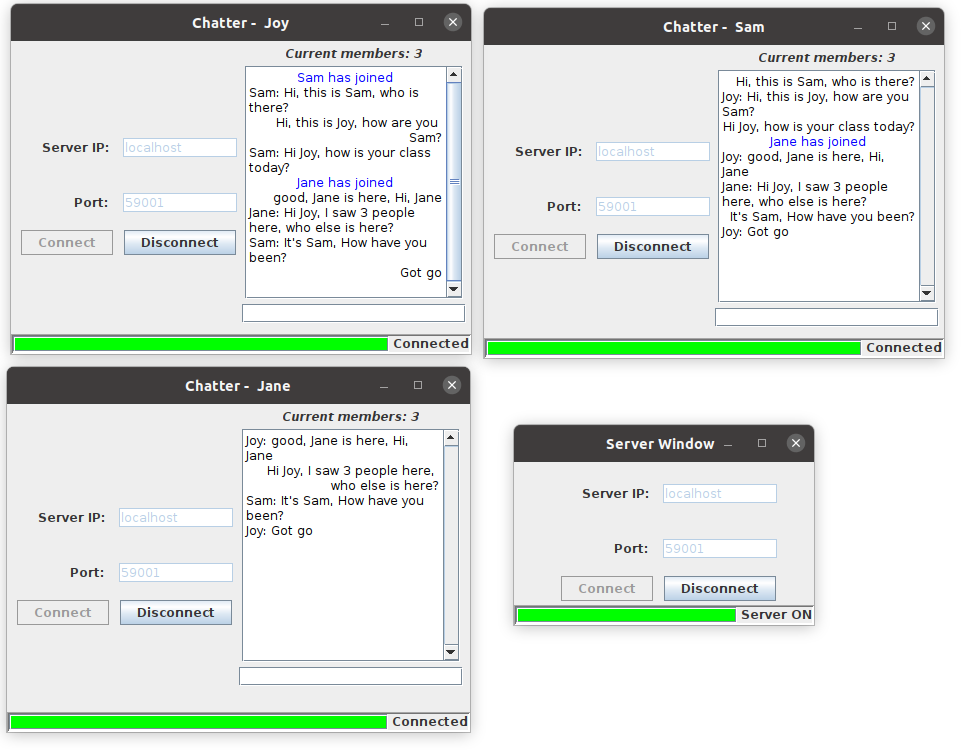 Chatter - Joy
Current members: 3
Sam has joined
Sam: Hi, this is Sam, who is
there?
Hi, this is Joy, how are you
Sam?
Sam: Hi Joy, how is your class
today?
Jane has joined
good, Jane is here, Hi, Jane
Jane: Hi Joy, I saw 3 people
here, who else is here?
Sam: It's Sam, How have you
been?
Got go
Server IP: localhost
Port: 59001
Connect Disconnect
Connected
Chatter - Sam
Current members: 3
Hi, this is Sam, who is there?
Joy: Hi, this is Joy, how are you
Sam?
Hi Joy, how is your class today?
Jane has joined
Joy: good, Jane is here, Hi,
Jane
Jane: Hi Joy, I saw 3 people
here, who else is here?
It's Sam, How have you been?
Joy: Got go
Server IP: localhost
Port: 59001
Connect Disconnect
Connected
Chatter - Jane
Current members: 3
Joy: good, Jane is here, Hi,
Jane
Hi Joy, I saw 3 people here,
who else is here?
Sam: It's Sam, How have you
been?
Joy: Got go
Server IP: localhost
Port: 59001
Connect Disconnect
Connected
Server Window
Server IP: localhost
Port: 59001
Connect Disconnect
Server ON